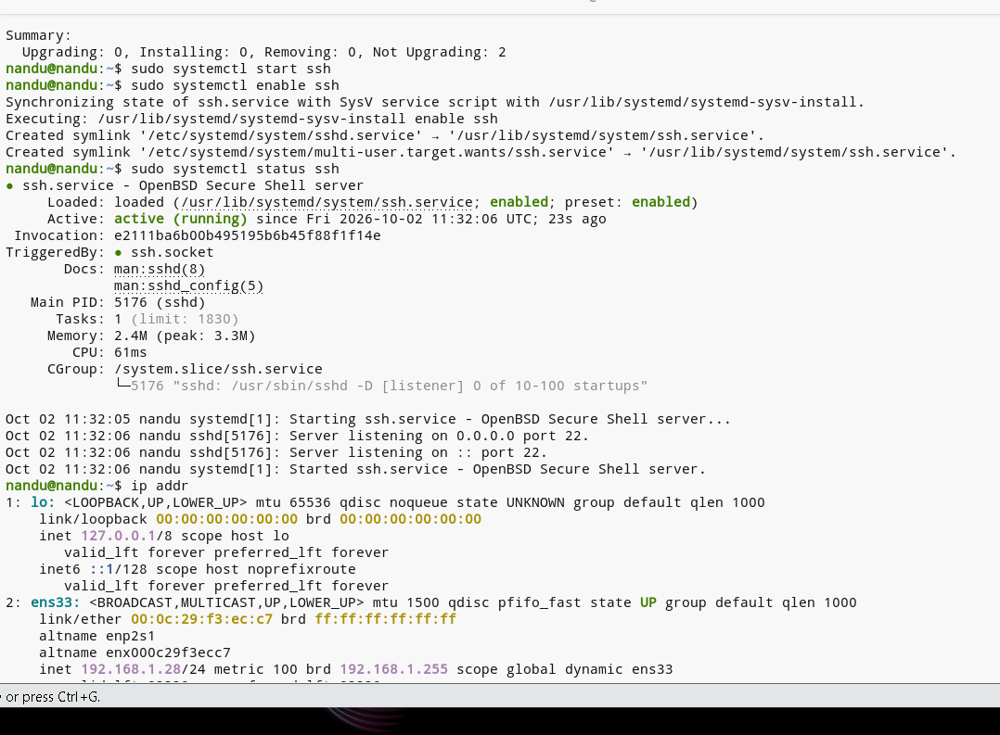 Summary:
  Upgrading: 0, Installing: 0, Removing: 0, Not Upgrading: 2
nandu@nandu:~$ sudo systemctl start ssh
nandu@nandu:~$ sudo systemctl enable ssh
Synchronizing state of ssh.service with SysV service script with /usr/lib/systemd/systemd-sysv-install.
Executing: /usr/lib/systemd/systemd-sysv-install enable ssh
Created symlink '/etc/systemd/system/sshd.service' → '/usr/lib/systemd/system/ssh.service'.
Created symlink '/etc/systemd/system/multi-user.target.wants/ssh.service' → '/usr/lib/systemd/system/ssh.service'.
nandu@nandu:~$ sudo systemctl status ssh
● ssh.service - OpenBSD Secure Shell server
     Loaded: loaded (/usr/lib/systemd/system/ssh.service; enabled; preset: enabled)
     Active: active (running) since Fri 2026-10-02 11:32:06 UTC; 23s ago
 Invocation: e2111ba6b00b495195b6b45f88f1f14e
TriggeredBy: ● ssh.socket
       Docs: man:sshd(8)
             man:sshd_config(5)
   Main PID: 5176 (sshd)
      Tasks: 1 (limit: 1830)
     Memory: 2.4M (peak: 3.3M)
        CPU: 61ms
     CGroup: /system.slice/ssh.service
             └─5176 "sshd: /usr/sbin/sshd -D [listener] 0 of 10-100 startups"
Oct 02 11:32:05 nandu systemd[1]: Starting ssh.service - OpenBSD Secure Shell server...
Oct 02 11:32:06 nandu sshd[5176]: Server listening on 0.0.0.0 port 22.
Oct 02 11:32:06 nandu sshd[5176]: Server listening on :: port 22.
Oct 02 11:32:06 nandu systemd[1]: Started ssh.service - OpenBSD Secure Shell server.
nandu@nandu:~$ ip addr
1: lo: <LOOPBACK,UP,LOWER_UP> mtu 65536 qdisc noqueue state UNKNOWN group default qlen 1000
    link/loopback 00:00:00:00:00:00 brd 00:00:00:00:00:00
    inet 127.0.0.1/8 scope host lo
       valid_lft forever preferred_lft forever
    inet6 ::1/128 scope host noprefixroute
       valid_lft forever preferred_lft forever
2: ens33: <BROADCAST,MULTICAST,UP,LOWER_UP> mtu 1500 qdisc pfifo_fast state UP group default qlen 1000
    link/ether 00:0c:29:f3:ec:c7 brd ff:ff:ff:ff:ff:ff
    altname enp2s1
    altname enx000c29f3ecc7
    inet 192.168.1.28/24 metric 100 brd 192.168.1.255 scope global dynamic ens33
or press Ctrl+G.